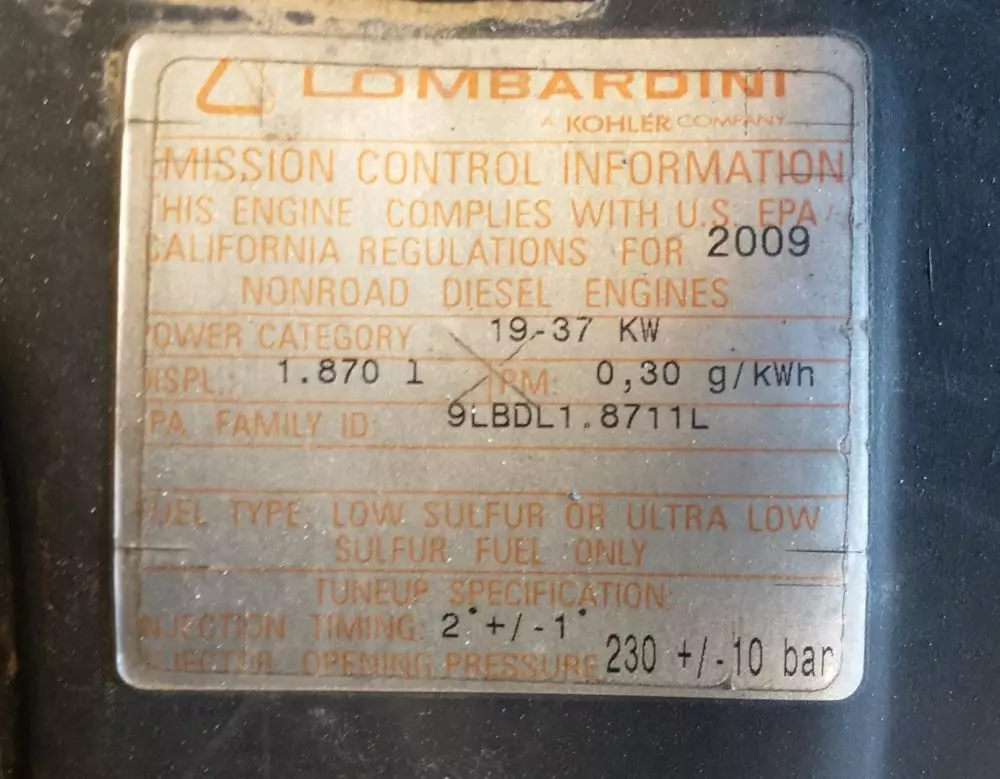 LOMBARDINI
A KOHLER COMPANY
EMISSION CONTROL INFORMATION
THIS ENGINE COMPLIES WITH U.S. EPA
CALIFORNIA REGULATIONS FOR 2009
NONROAD DIESEL ENGINES
POWER CATEGORY 19-37 KW
DISPL.: 1.870 l PM: 0,30 g/kWh
EPA FAMILY ID: 9LBDL1.8711L
FUEL TYPE: LOW SULFUR OR ULTRA LOW
SULFUR FUEL ONLY
TUNEUP SPECIFICATION:
INJECTION TIMING: 2°+/-1°
INJECTOR OPENING PRESSURE 230 +/-10 bar